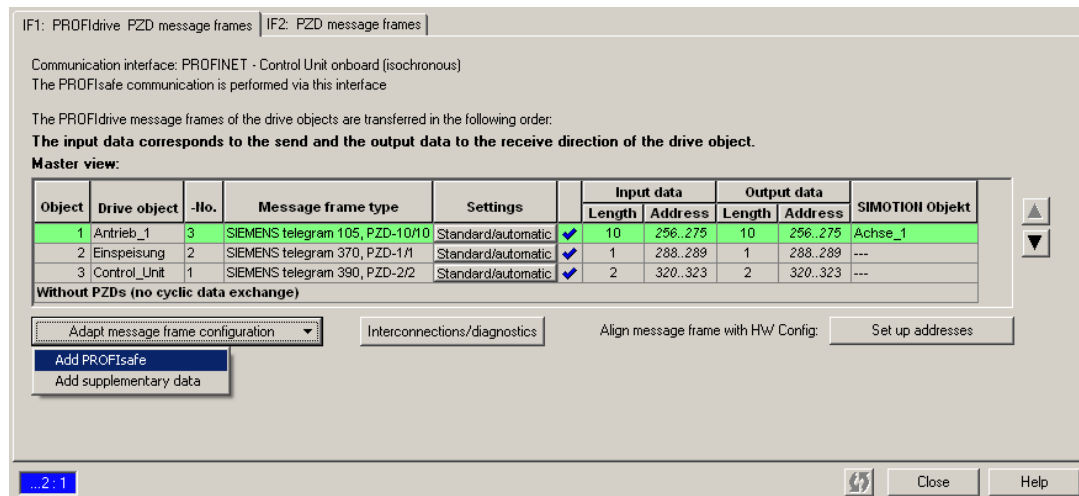 IF1: PROFIdrive PZD message frames IF2: PZD message frames
Communication interface: PROFINET - Control Unit onboard (isochronous)
The PROFIsafe communication is performed via this interface
The PROFIdrive message frames of the drive objects are transferred in the following order:
The input data corresponds to the send and the output data to the receive direction of the drive object.
Master view:
Object Drive object -No. Message frame type Settings Input data Output data SIMOTION Objekt
Length Address Length Address
1 Antrieb_1 3 SIEMENS telegram 105, PZD-10/10 Standard/automatic 10 256..275 10 256..275 Achse_1
2 Einspeisung 2 SIEMENS telegram 370, PZD-1/1 Standard/automatic 1 288..289 1 288..289 ---
3 Control_Unit 1 SIEMENS telegram 390, PZD-2/2 Standard/automatic 2 320..323 2 320..323 ---
Without PZDs (no cyclic data exchange)
Adapt message frame configuration Interconnections/diagnostics Align message frame with HW Config: Set up addresses
Add PROFIsafe
Add supplementary data
...2 : 1 Close Help